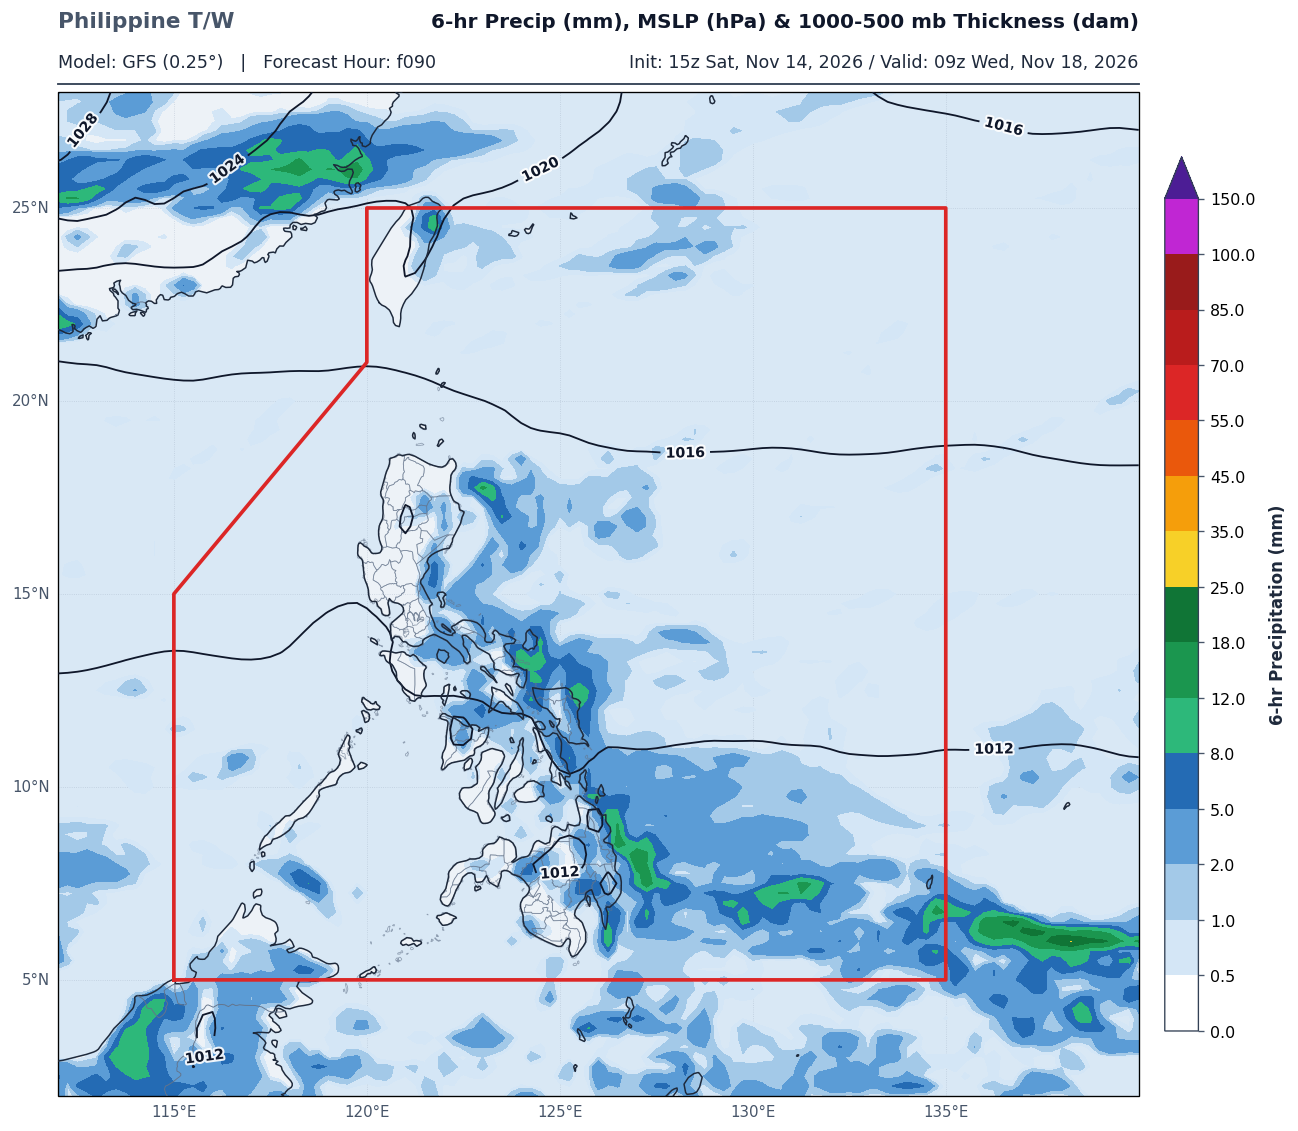 Philippine T/W
6-hr Precip (mm), MSLP (hPa) & 1000-500 mb Thickness (dam)
Model: GFS (0.25°)   |   Forecast Hour: f090
Init: 15z Sat, Nov 14, 2026 / Valid: 09z Wed, Nov 18, 2026
1028
1024
1020
1016
1016
1012
1012
1012
25°N
20°N
15°N
10°N
5°N
115°E
120°E
125°E
130°E
135°E
150.0
100.0
85.0
70.0
55.0
45.0
35.0
25.0
18.0
12.0
8.0
5.0
2.0
1.0
0.5
0.0
6-hr Precipitation (mm)